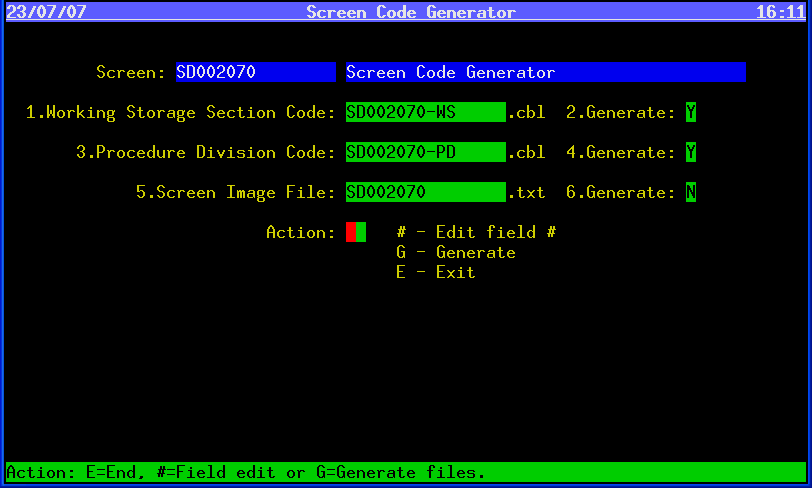 23/07/07 Screen Code Generator 16:11
Screen: SD002070 Screen Code Generator
1.Working Storage Section Code: SD002070-WS .cbl 2.Generate: Y
3.Procedure Division Code: SD002070-PD .cbl 4.Generate: Y
5.Screen Image File: SD002070 .txt 6.Generate: N
Action: # - Edit field #
G - Generate
E - Exit
Action: E=End, #=Field edit or G=Generate files.